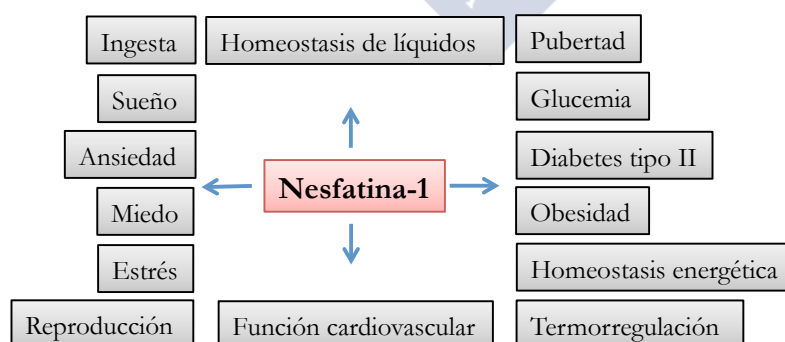 Ingesta
Homeostasis de líquidos
Pubertad
Sueño
Glucemia
Ansiedad
Diabetes tipo II
Nesfatina-1
Miedo
Obesidad
Estrés
Homeostasis energética
Reproducción
Función cardiovascular
Termorregulación